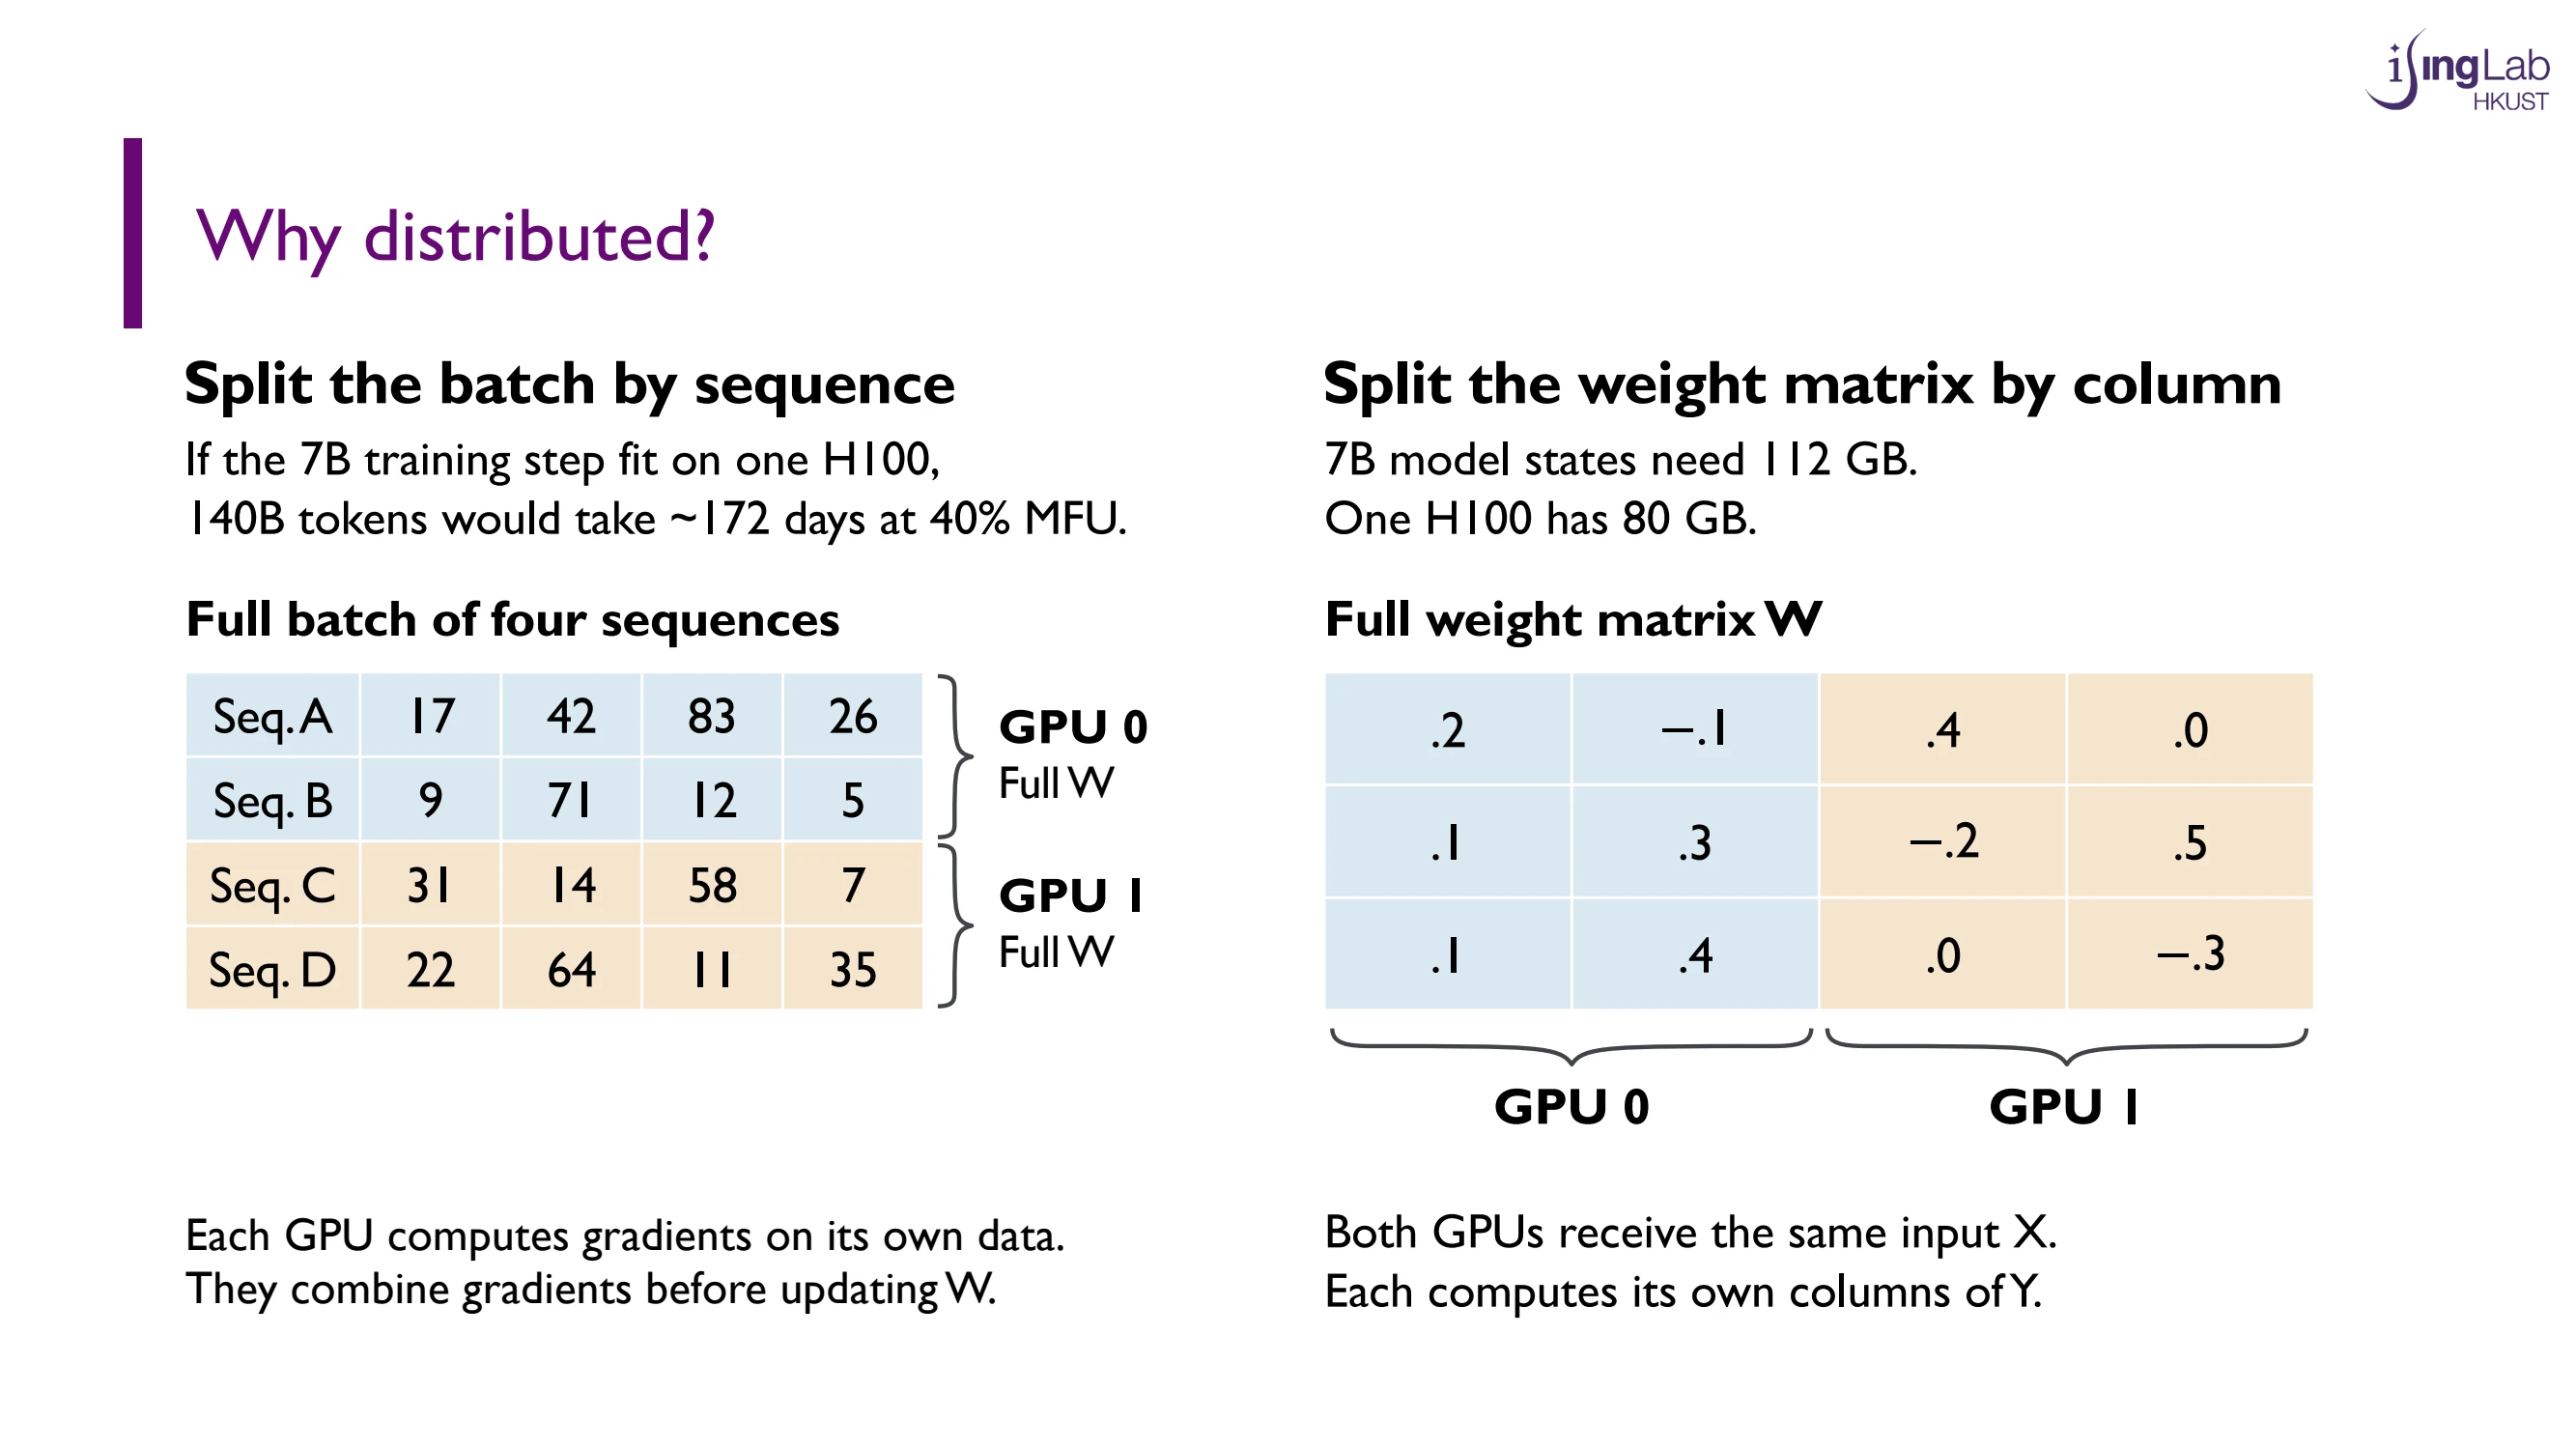 iSingLab
HKUST
Why distributed?
Split the batch by sequence
If the 7B training step fit on one H100,
140B tokens would take ~172 days at 40% MFU.
Full batch of four sequences
Seq. A 17 42 83 26
Seq. B 9 71 12 5
Seq. C 31 14 58 7
Seq. D 22 64 11 35
GPU 0
Full W
GPU 1
Full W
Each GPU computes gradients on its own data.
They combine gradients before updating W.
Split the weight matrix by column
7B model states need 112 GB.
One H100 has 80 GB.
Full weight matrix W
.2 −.1 .4 .0
.1 .3 −.2 .5
.1 .4 .0 −.3
GPU 0 GPU 1
Both GPUs receive the same input X.
Each computes its own columns of Y.